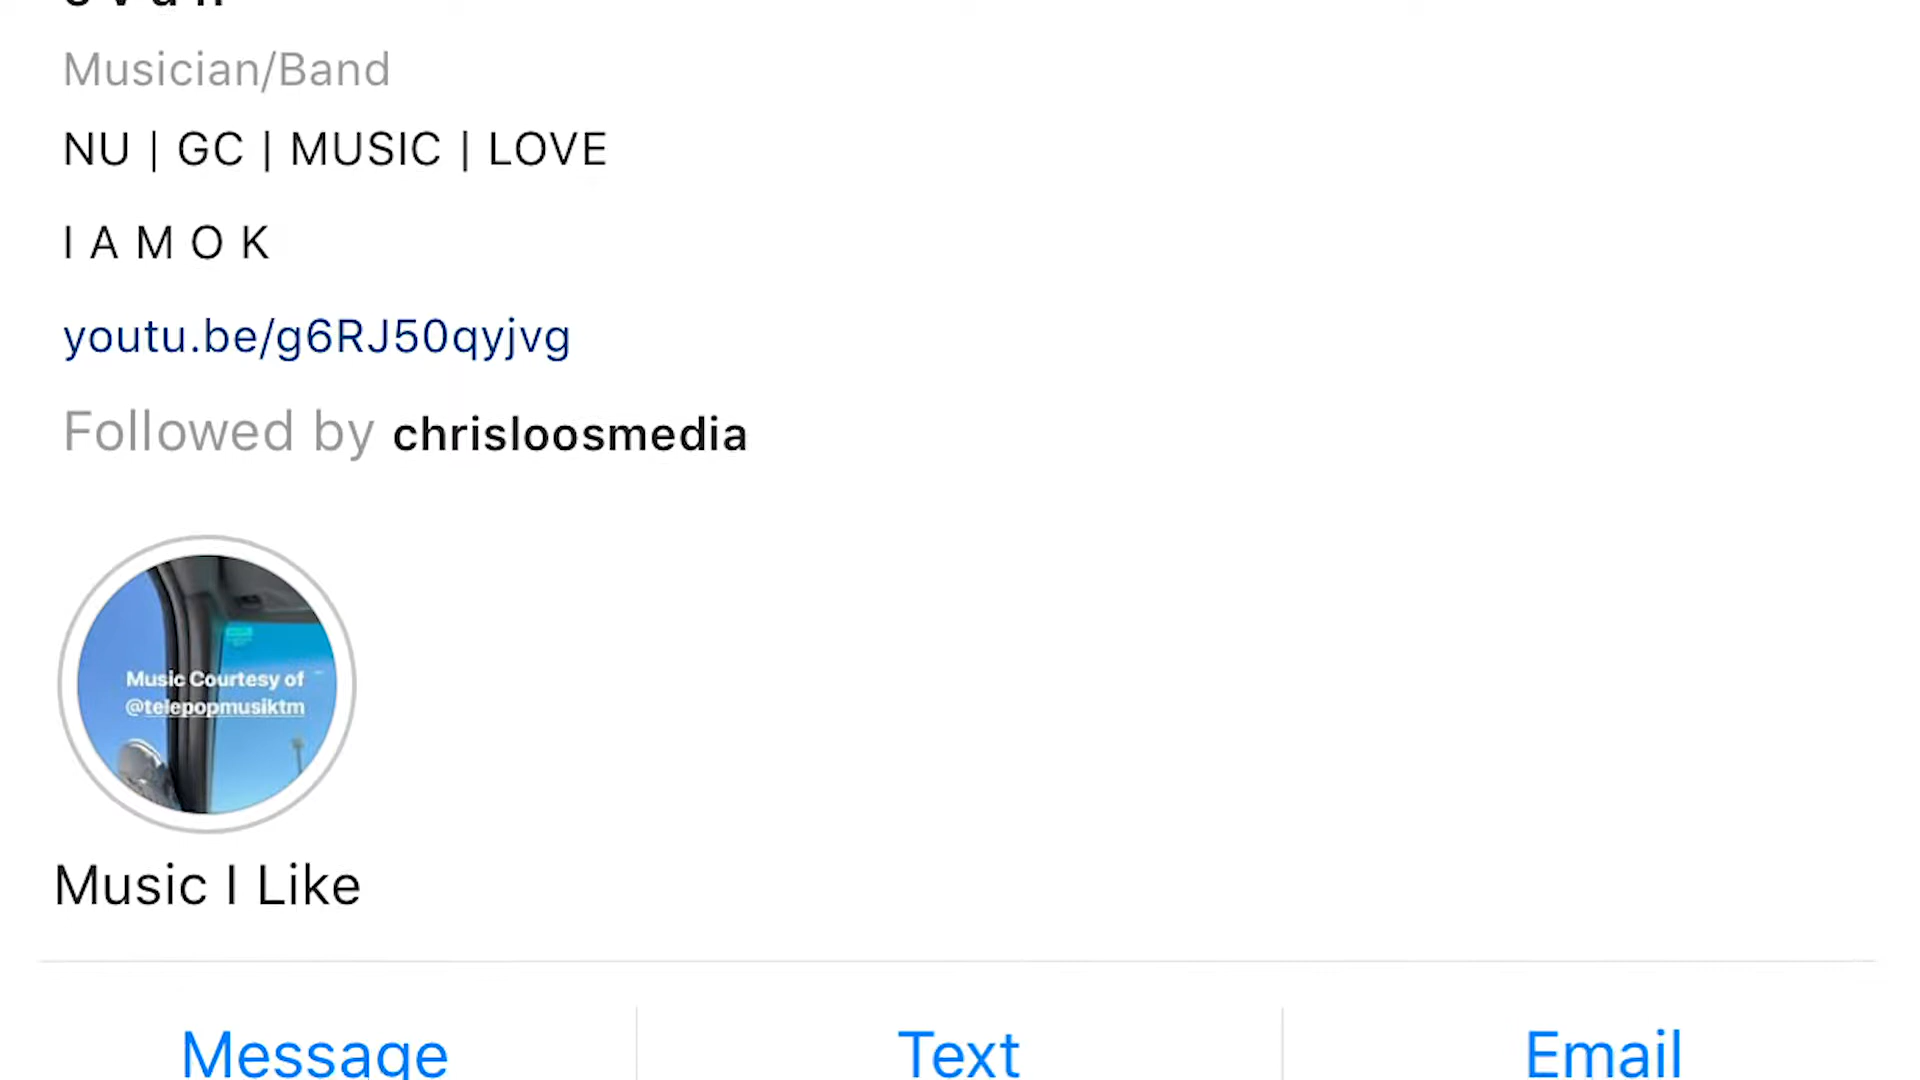 Musician/Band
NU | GC | MUSIC | LOVE
I A M O K
youtu.be/g6RJ50qyjvg
Followed by chrisloosmedia
Music Courtesy of
@telepopmusiktm
Music I Like
Message
Text
Email